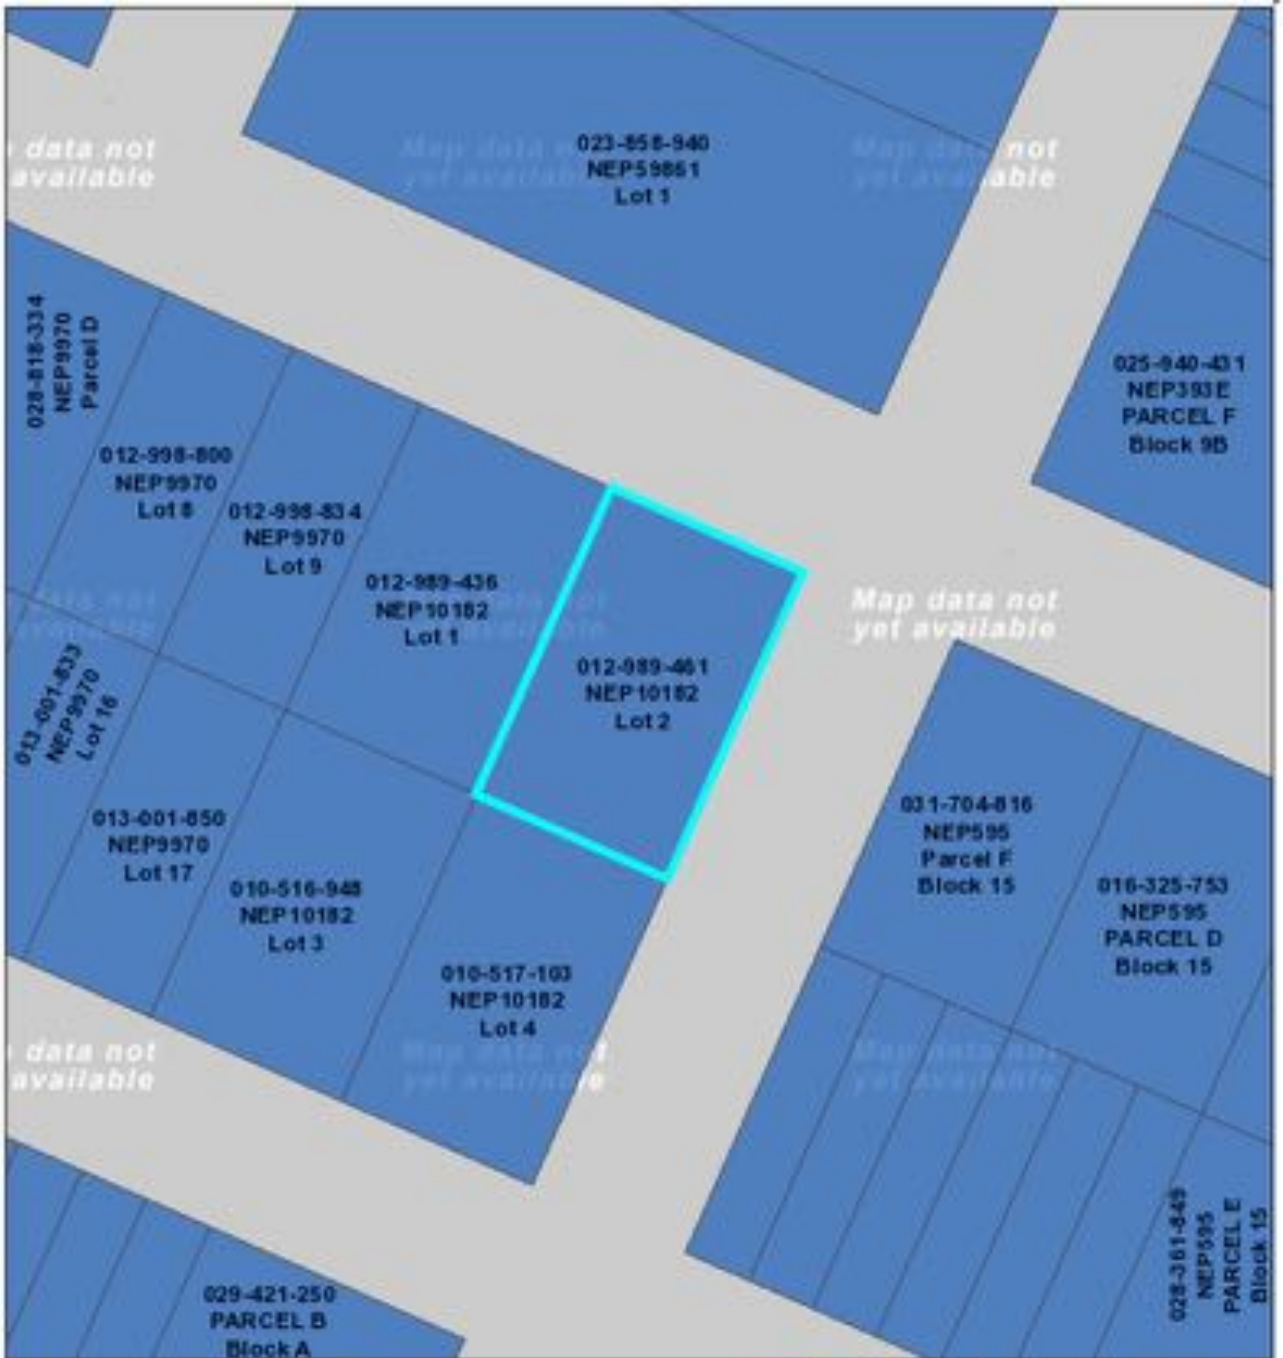 023-858-940
NEP59861
Lot 1
data not
available
Map data not
yet available
Map data not
yet available
028-818-334
NEP9970
Parcel D
025-940-431
NEP393E
PARCEL F
Block 9B
012-998-800
NEP9970
Lot 8
012-998-834
NEP9970
Lot 9
012-989-436
NEP10182
Lot 1
012-989-461
NEP10182
Lot 2
Map data not
yet available
013-001-833
NEP9970
Lot 16
013-001-850
NEP9970
Lot 17
010-516-948
NEP10182
Lot 3
010-517-103
NEP10182
Lot 4
031-704-816
NEP595
Parcel F
Block 15
016-325-753
NEP595
PARCEL D
Block 15
data not
available
Map data not
yet available
Map data not
yet available
028-361-849
NEP595
PARCEL E
Block 15
029-421-250
PARCEL B
Block A